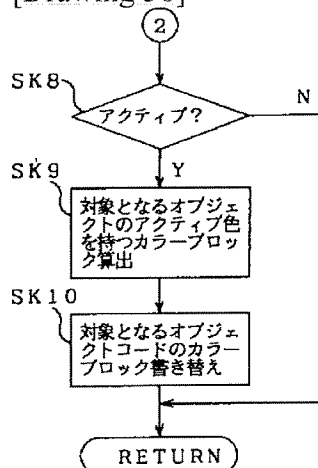 2
SK8
アクティブ?
N
Y
SK9
対象となるオブジェ
クトのアクティブ色
を持つカラーブロッ
ク算出
SK10
対象となるオブジェ
クトコードのカラー
ブロック書き替え
RETURN